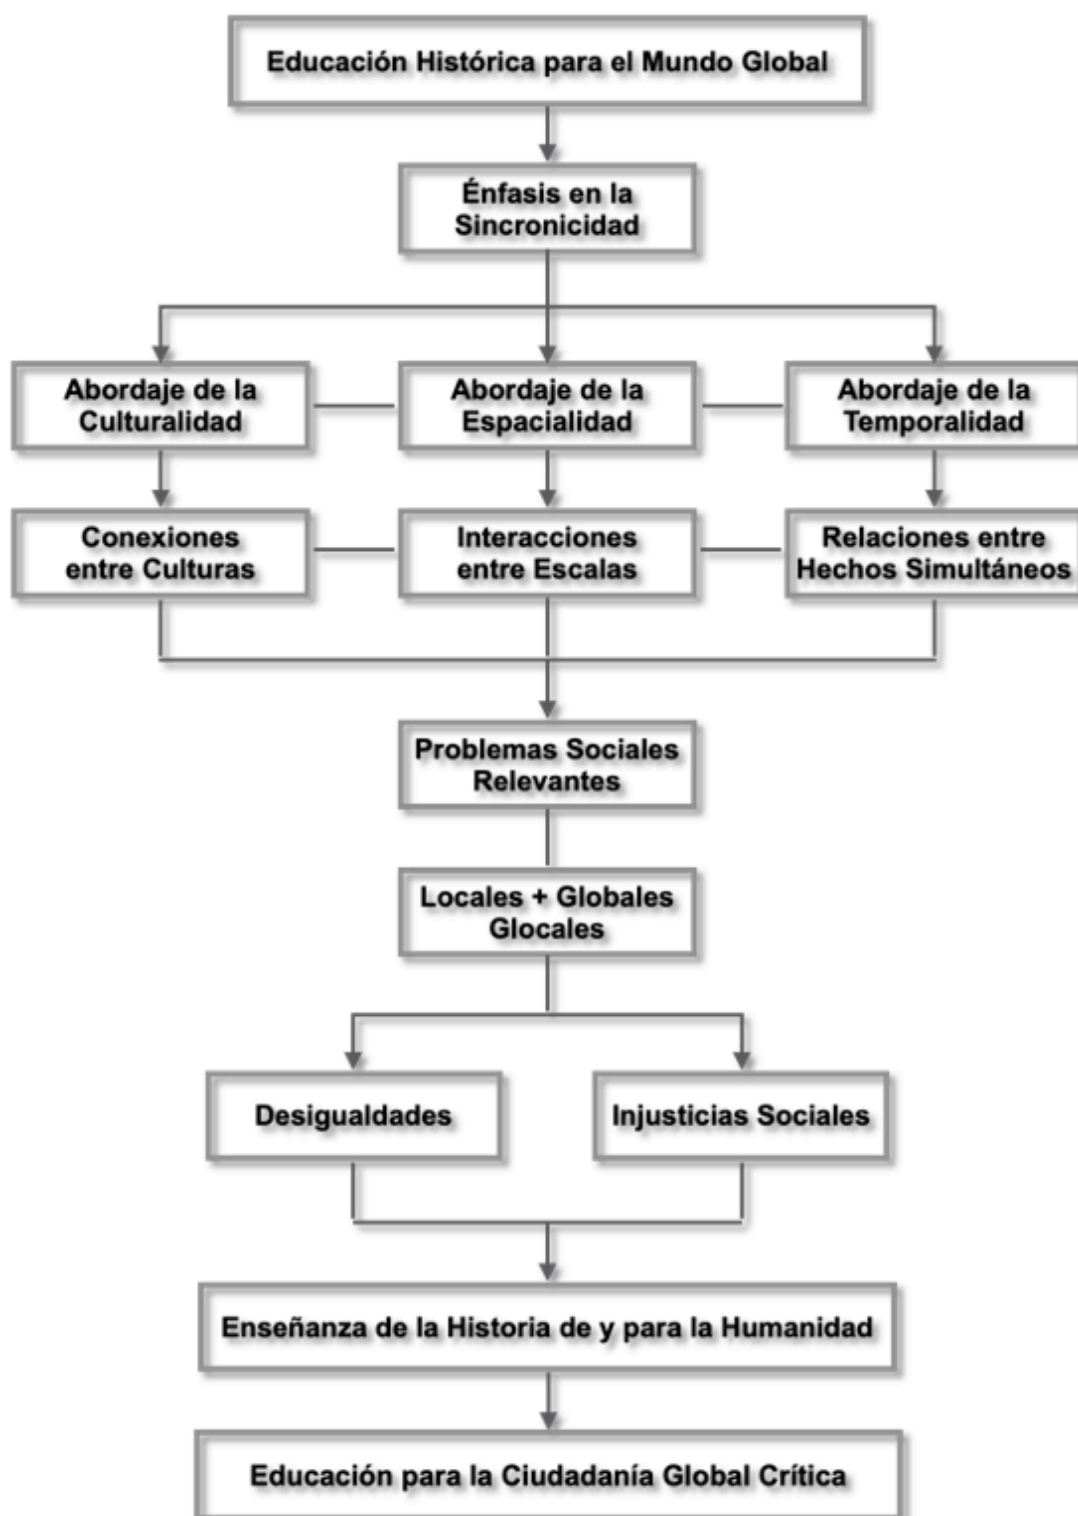 Educación Histórica para el Mundo Global
Énfasis en la
Sincronicidad
Abordaje de la
Culturalidad
Abordaje de la
Espacialidad
Abordaje de la
Temporalidad
Conexiones
entre Culturas
Interacciones
entre Escalas
Relaciones entre
Hechos Simultáneos
Problemas Sociales
Relevantes
Locales + Globales
Glocales
Desigualdades
Injusticias Sociales
Enseñanza de la Historia de y para la Humanidad
Educación para la Ciudadanía Global Crítica